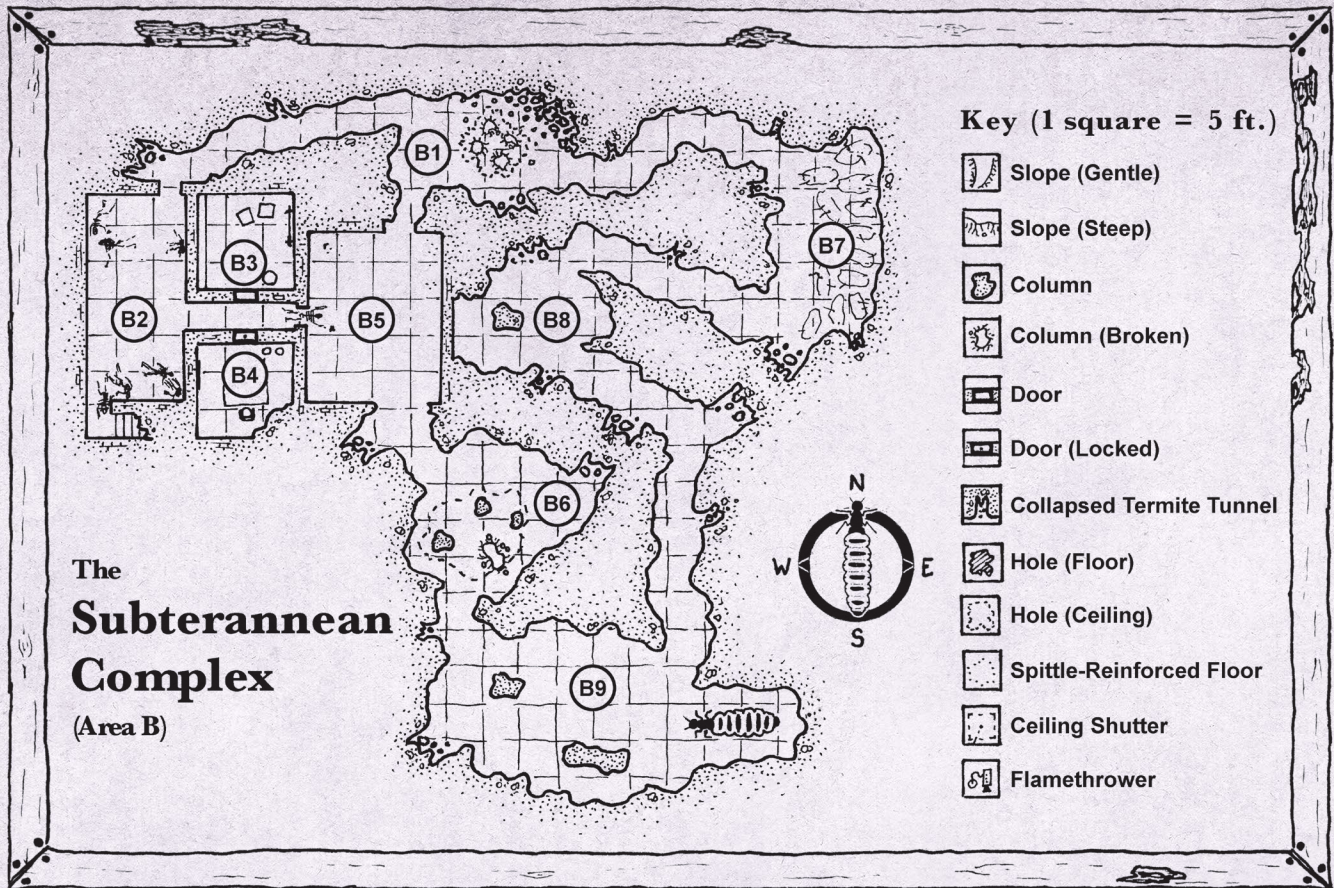 B1
B2
B3
B4
B5
B6
B7
B8
B9
The
Subterannean
Complex
(Area B)
N
W E
S
Key (1 square = 5 ft.)
Slope (Gentle)
Slope (Steep)
Column
Column (Broken)
Door
Door (Locked)
Collapsed Termite Tunnel
Hole (Floor)
Hole (Ceiling)
Spittle-Reinforced Floor
Ceiling Shutter
Flamethrower